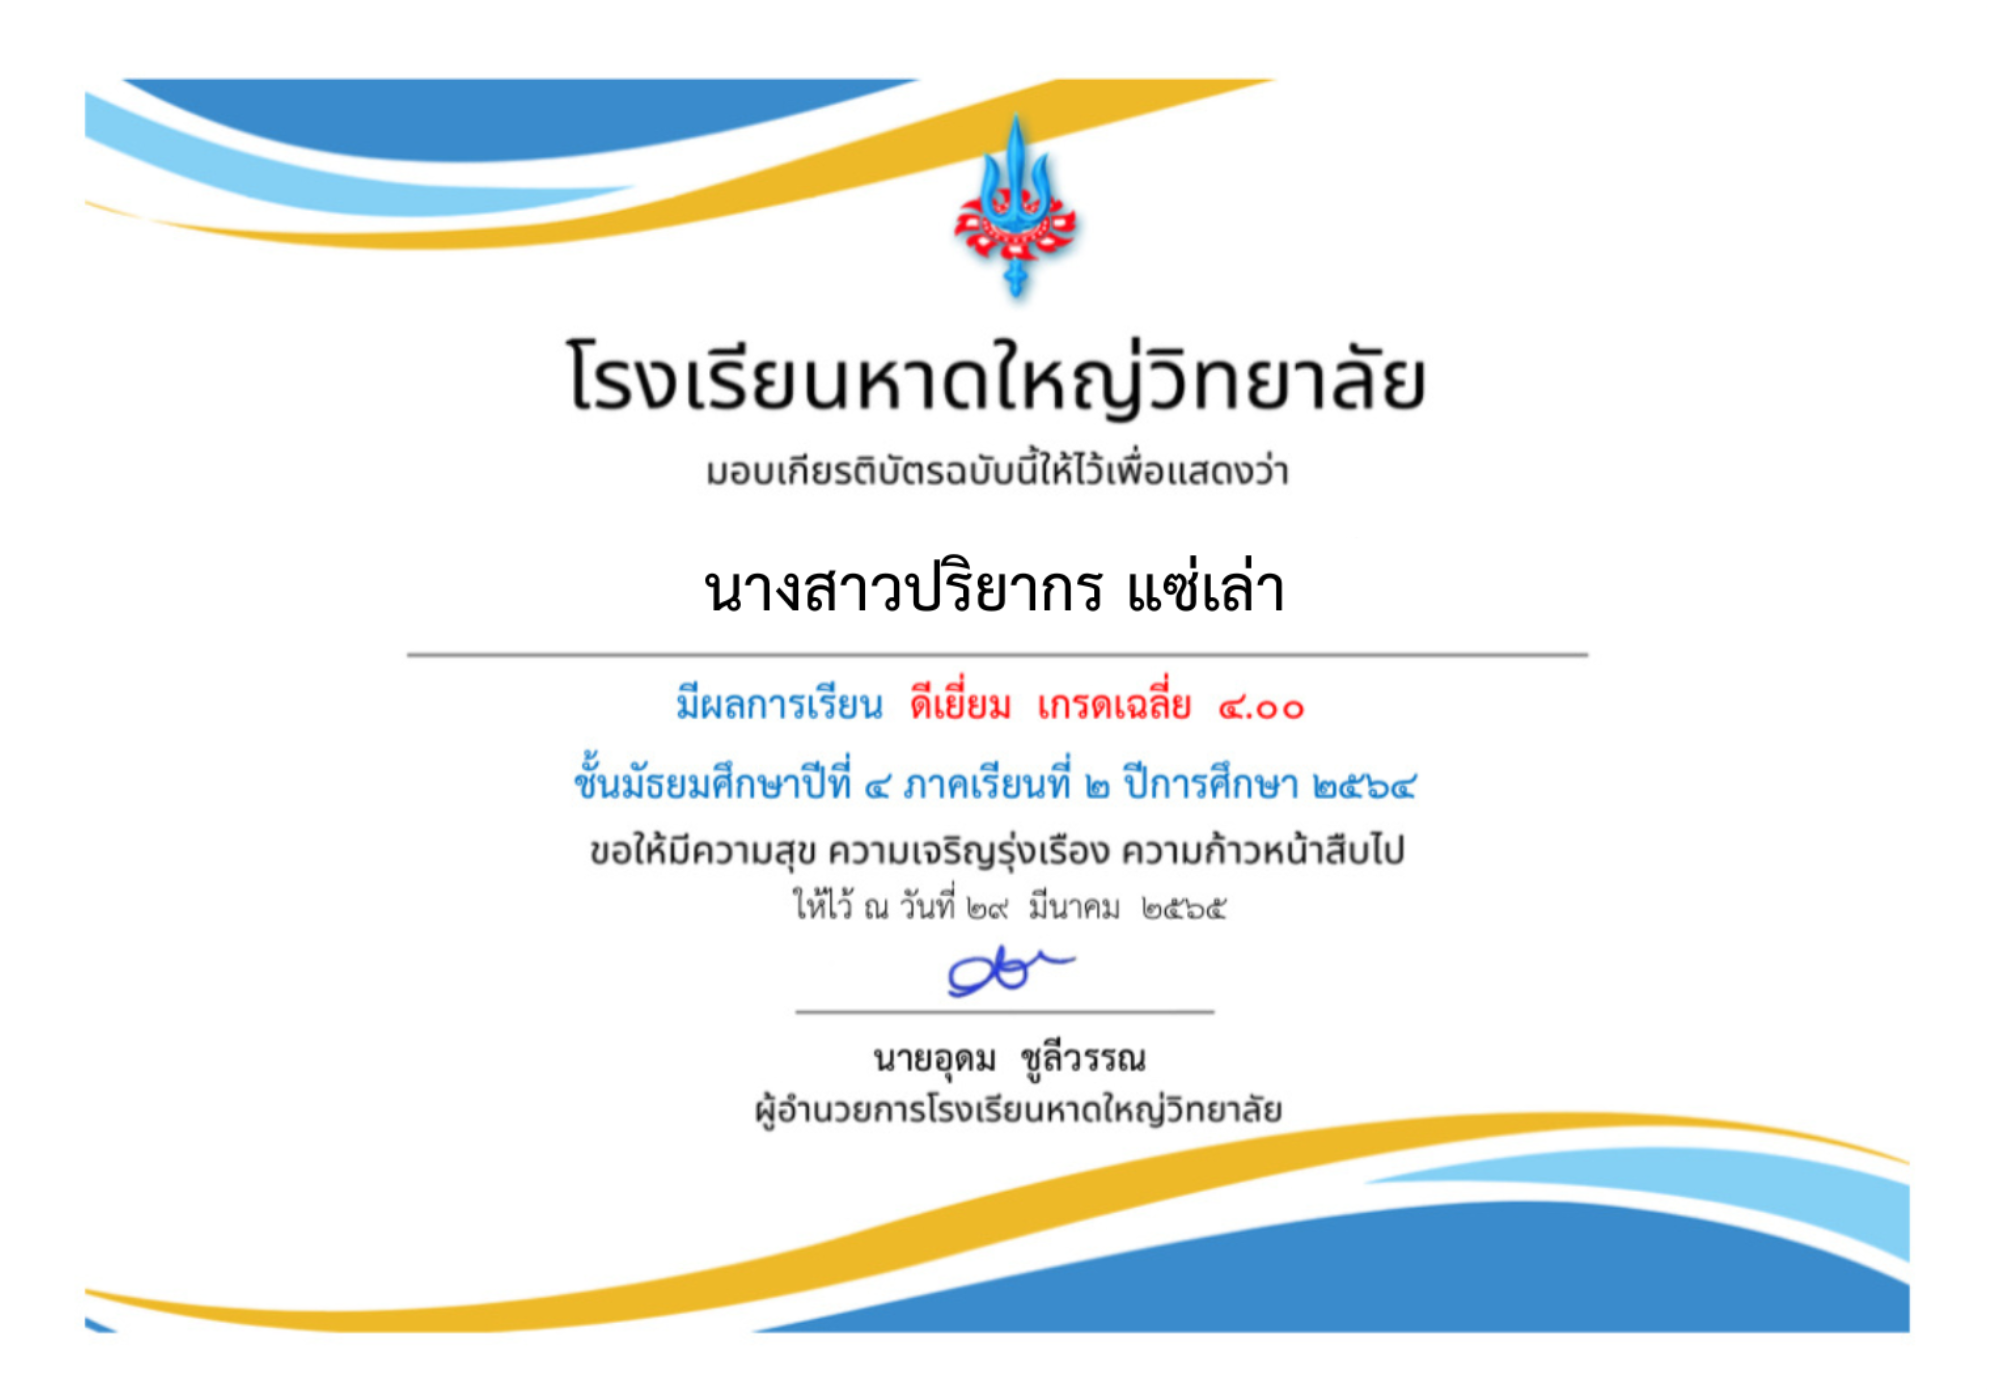 โรงเรียนหาดใหญ่วิทยาลัย
มอบเกียรติบัตรฉบับนี้ให้ไว้เพื่อแสดงว่า
นางสาวปริยากร แซ่เล่า
มีผลการเรียน ดีเยี่ยม เกรดเฉลี่ย ๔.๐๐
ชั้นมัธยมศึกษาปีที่ ๔ ภาคเรียนที่ ๒ ปีการศึกษา ๒๕๖๔
ขอให้มีความสุข ความเจริญรุ่งเรือง ความก้าวหน้าสืบไป
ให้ไว้ ณ วันที่ ๒๙ มีนาคม ๒๕๖๕
นายอุดม ชูลีวรรณ
ผู้อำนวยการโรงเรียนหาดใหญ่วิทยาลัย